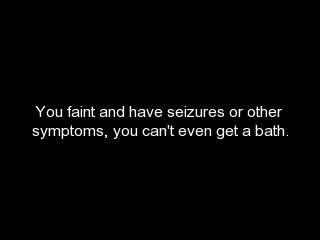 You faint and have seizures or other
symptoms, you can't even get a bath.